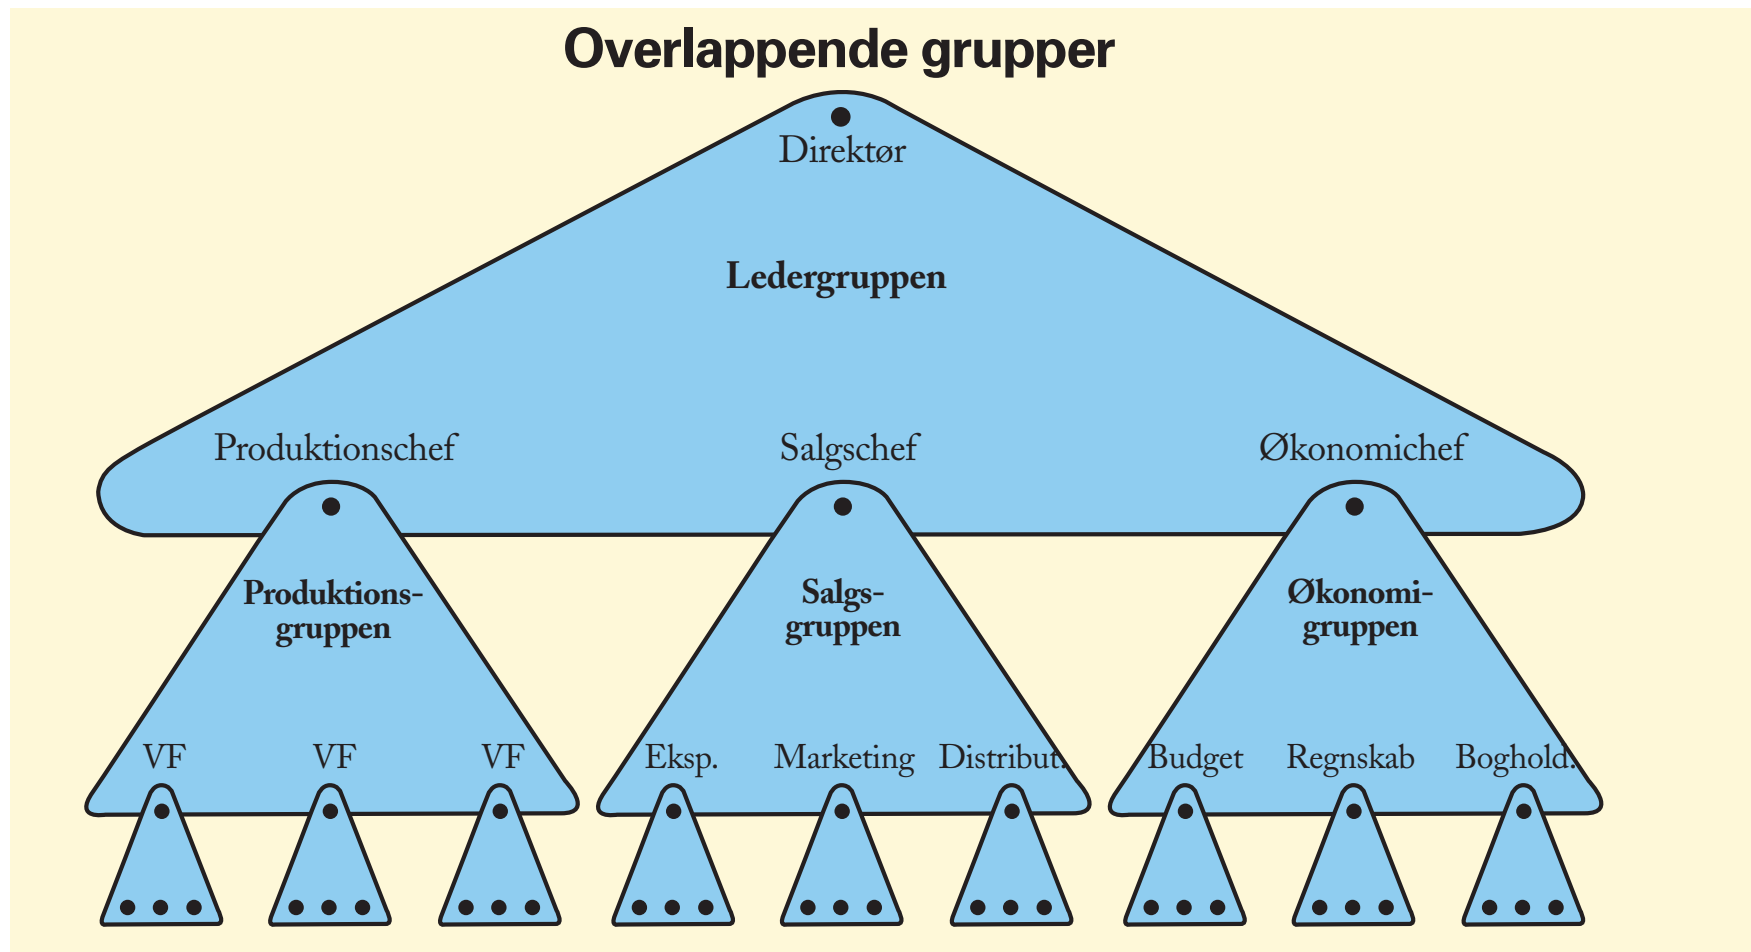 Overlappende grupper
Direktør
Ledergruppen
Produktionschef
Salgschef
Økonomichef
Produktions-
gruppen
Salgs-
gruppen
Økonomi-
gruppen
VF
VF
VF
Eksp.
Marketing
Distribut.
Budget
Regnskab
Boghold.